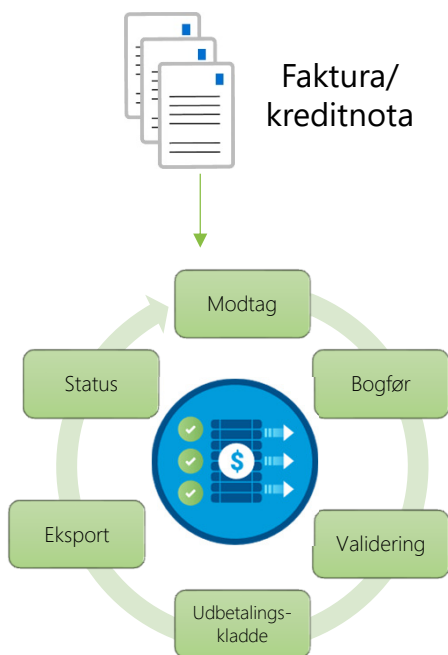 Faktura/
kreditnota
Modtag
Bogfør
Validering
Udbetalings-
kladde
Eksport
Status
$